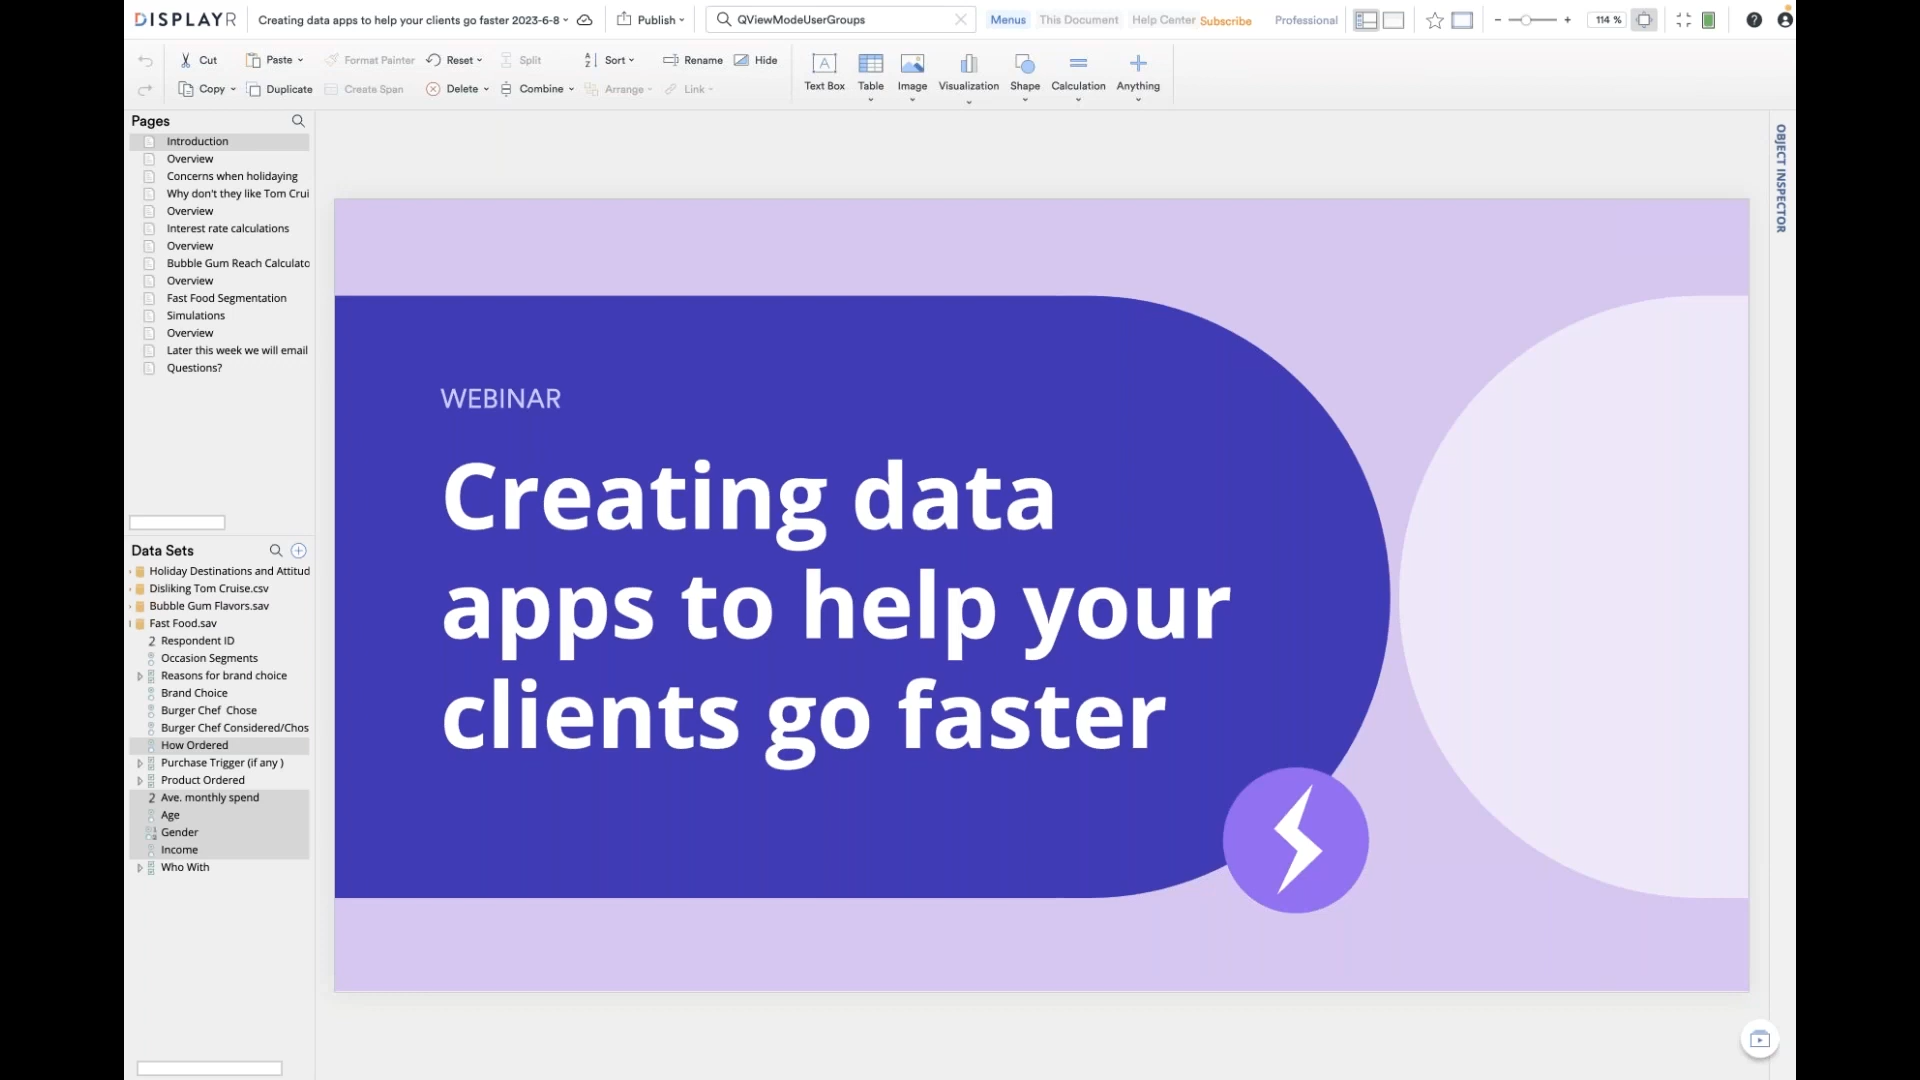 DISPLAYR
Creating data apps to help your clients go faster 2023-6-8
Publish
QViewModeUserGroups
Menus
This Document
Help Center
Subscribe
Professional
114 %
Cut
Paste
Format Painter
Reset
Split
Sort
Rename
Hide
Copy
Duplicate
Create Span
Delete
Combine
Arrange
Link
Text Box
Table
Image
Visualization
Shape
Calculation
Anything
Pages
Introduction
Overview
Concerns when holidaying
Why don't they like Tom Crui
Overview
Interest rate calculations
Overview
Bubble Gum Reach Calculato
Overview
Fast Food Segmentation
Simulations
Overview
Later this week we will email
Questions?
OBJECT INSPECTOR
WEBINAR
Creating data
apps to help your
clients go faster
Data Sets
Holiday Destinations and Attitud
Disliking Tom Cruise.csv
Bubble Gum Flavors.sav
Fast Food.sav
2 Respondent ID
Occasion Segments
Reasons for brand choice
Brand Choice
Burger Chef Chose
Burger Chef Considered/Chos
How Ordered
Purchase Trigger (if any )
Product Ordered
2 Ave. monthly spend
Age
Gender
Income
Who With